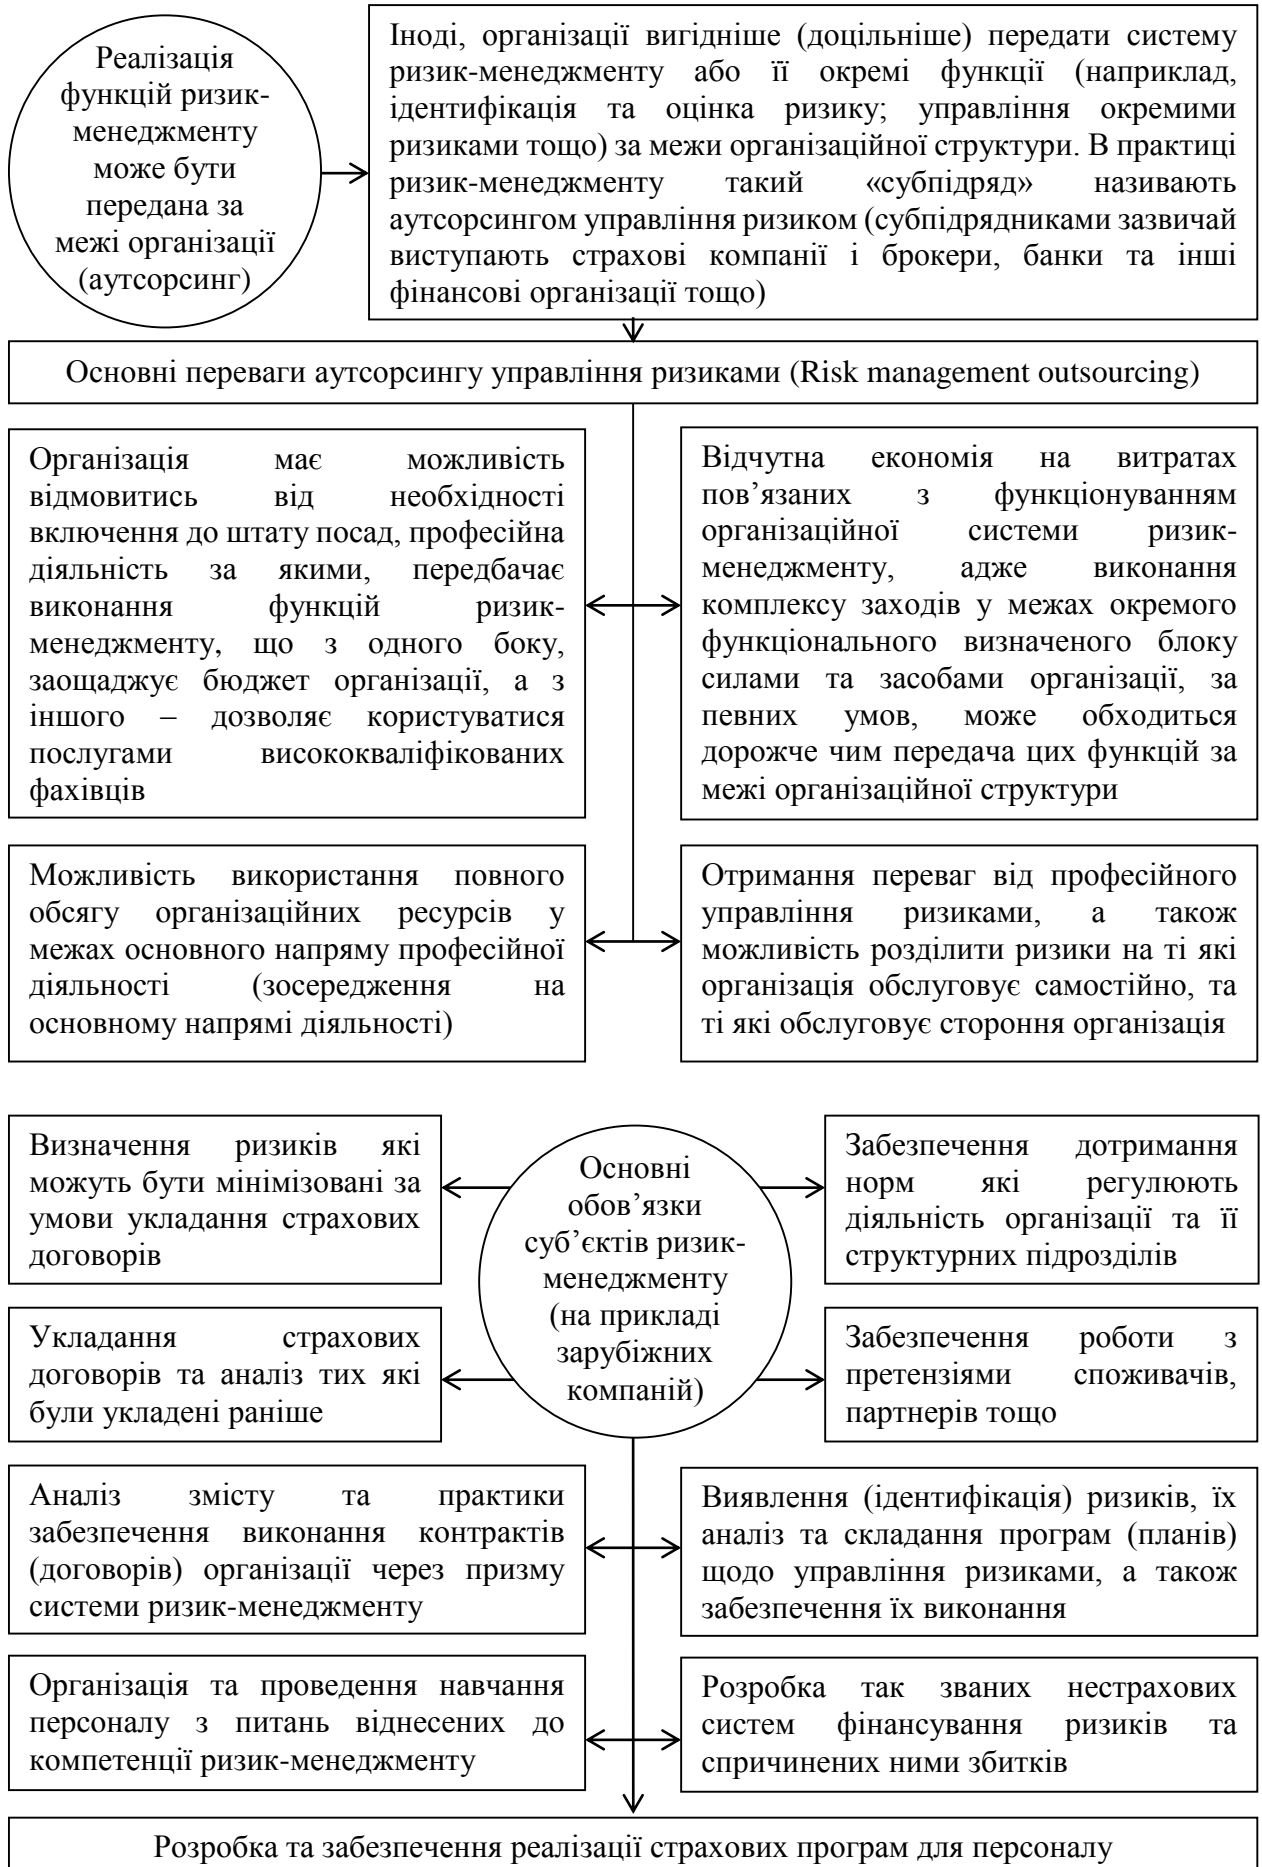 Реалізація
функцій ризик-
менеджменту
може бути
передана за
межі організації
(аутсорсинг)
Іноді, організації вигідніше (доцільніше) передати систему
ризик-менеджменту або її окремі функції (наприклад,
ідентифікація та оцінка ризику; управління окремими
ризиками тощо) за межи організаційної структури. В практиці
ризик-менеджменту такий «субпідряд» називають
аутсорсингом управління ризиком (субпідрядниками зазвичай
виступають страхові компанії і брокери, банки та інші
фінансові організації тощо)
Основні переваги аутсорсингу управління ризиками (Risk management outsourcing)
Організація має можливість
відмовитись від необхідності
включення до штату посад, професійна
діяльність за якими, передбачає
виконання функцій ризик-
менеджменту, що з одного боку,
заощаджує бюджет організації, а з
іншого – дозволяє користуватися
послугами висококваліфікованих
фахівців
Відчутна економія на витратах
пов’язаних з функціонуванням
організаційної системи ризик-
менеджменту, адже виконання
комплексу заходів у межах окремого
функціонального визначеного блоку
силами та засобами організації, за
певних умов, може обходиться
дорожче чим передача цих функцій за
межі організаційної структури
Можливість використання повного
обсягу організаційних ресурсів у
межах основного напряму професійної
діяльності (зосередження на
основному напрямі діяльності)
Отримання переваг від професійного
управління ризиками, а також
можливість розділити ризики на ті які
організація обслуговує самостійно, та
ті які обслуговує стороння організація
Визначення ризиків які
можуть бути мінімізовані за
умови укладання страхових
договорів
Основні
обов’язки
суб’єктів ризик-
менеджменту
(на прикладі
зарубіжних
компаній)
Забезпечення дотримання
норм які регулюють
діяльність організації та її
структурних підрозділів
Укладання страхових
договорів та аналіз тих які
були укладені раніше
Забезпечення роботи з
претензіями споживачів,
партнерів тощо
Аналіз змісту та практики
забезпечення виконання контрактів
(договорів) організації через призму
системи ризик-менеджменту
Виявлення (ідентифікація) ризиків, їх
аналіз та складання програм (планів)
щодо управління ризиками, а також
забезпечення їх виконання
Організація та проведення навчання
персоналу з питань віднесених до
компетенції ризик-менеджменту
Розробка так званих нестрахових
систем фінансування ризиків та
спричинених ними збитків
Розробка та забезпечення реалізації страхових програм для персоналу